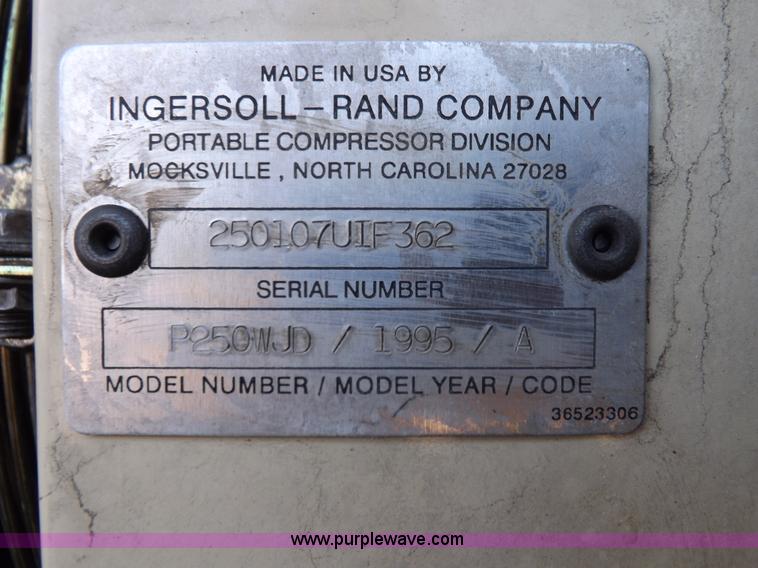 MADE IN USA BY
INGERSOLL-RAND COMPANY
PORTABLE COMPRESSOR DIVISION
MOCKSVILLE, NORTH CAROLINA 27028
250107UIF362
SERIAL NUMBER
P250WJD / 1995 / A
MODEL NUMBER / MODEL YEAR / CODE
36523306
www.purplewave.com